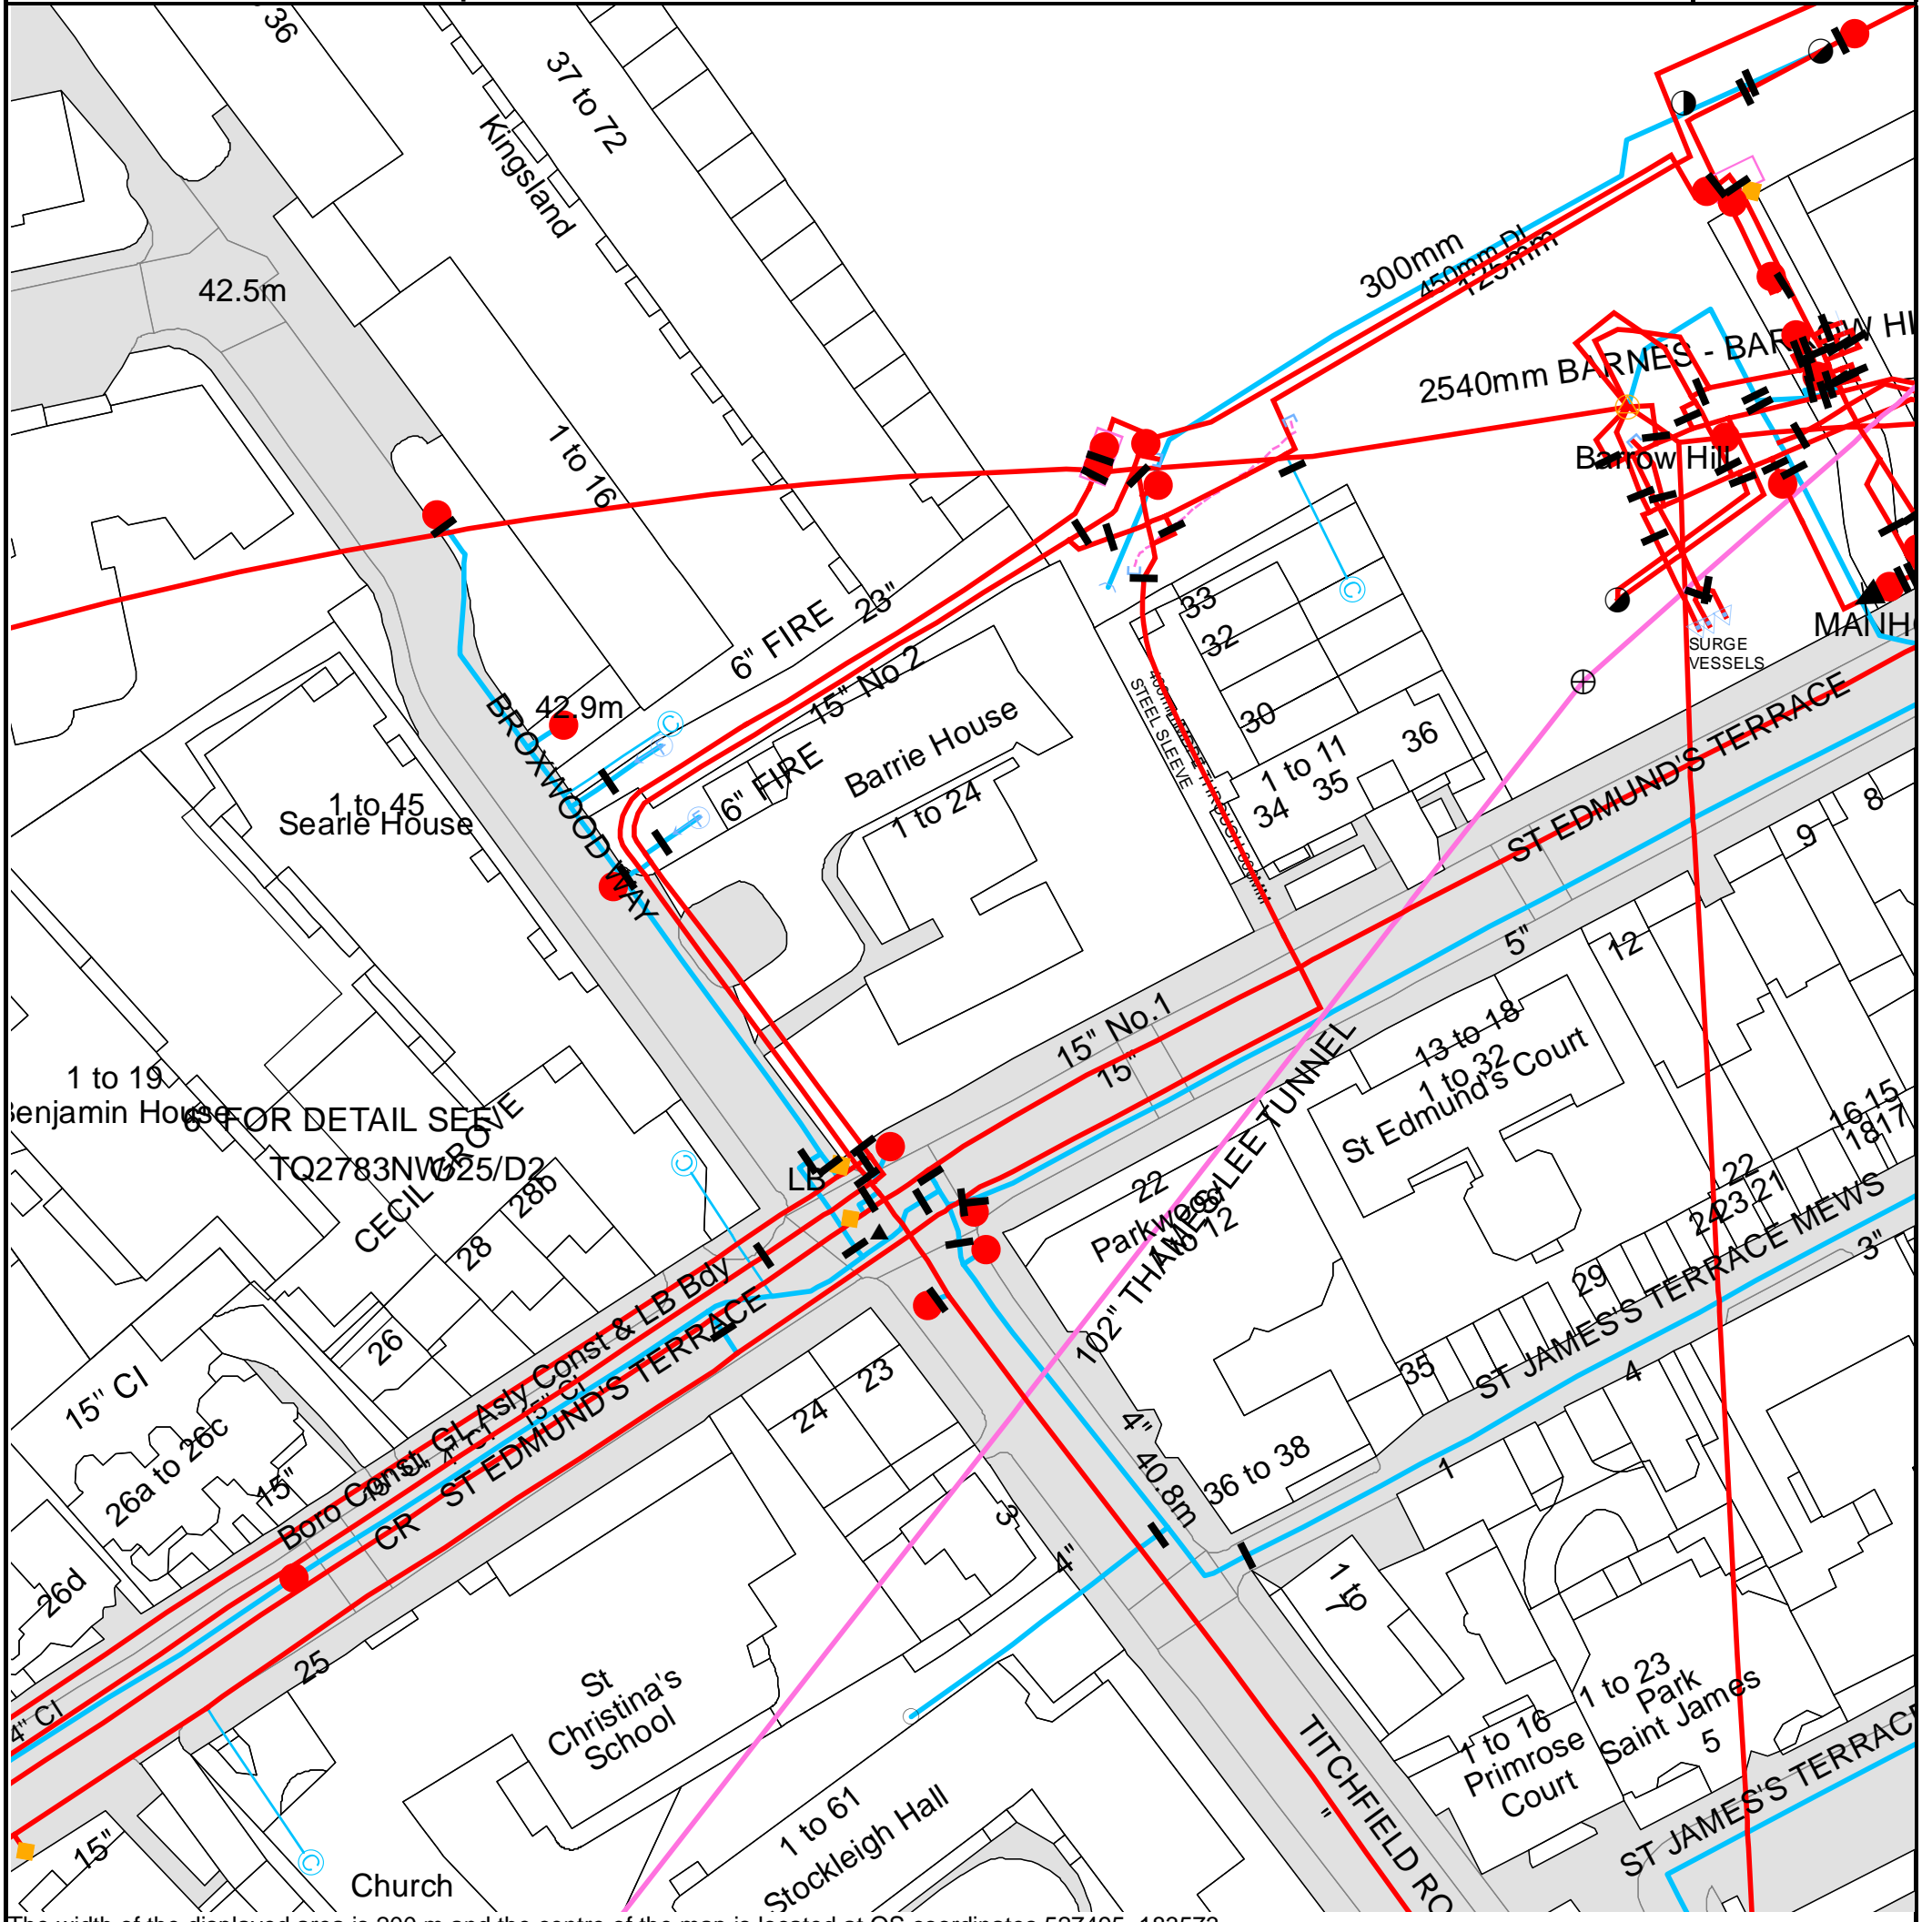 36
37 to 72
Kingsland
42.5m
1 to 16
300mm
450mm DI
125mm
2540mm BARNES -
Barrow Hill
SURGE
VESSELS
6" FIRE
23"
15" No.2
6" FIRE
Barrie House
1 to 24
42.9m
BROXWOOD WAY
1 to 45
Searle House
33
32
30
1 to 11
36
35
34
STEEL SLEEVE
ST EDMUND'S TERRACE
8
9
12
5"
15" No.1
15"
13 to 18
1 to 32
St Edmund's Court
1 to 19
FOR DETAIL SEE
TQ2783NW625/D2
CECIL GROVE
28b
28
26
LB
22
1 to 12
102" THAMES/LEE TUNNEL
16 15
18 17
22
21
23
24
29
35
ST JAMES'S TERRACE MEWS
3"
4
1
15" CI
26a to 26c
15"
26d
Boro Const, GL Asly Const & LB Bdy
15" CI
4" CI
ST EDMUND'S TERRACE
CR
23
24
3
4"
4"
40.8m
36 to 38
25
St
Christina's
School
1 to 7
1 to 23
Park
Saint James
5
1 to 16
Primrose
Court
4" CI
15"
Church
1 to 61
Stockleigh Hall
TITCHFIELD RO
ST JAMES'S TERRACE